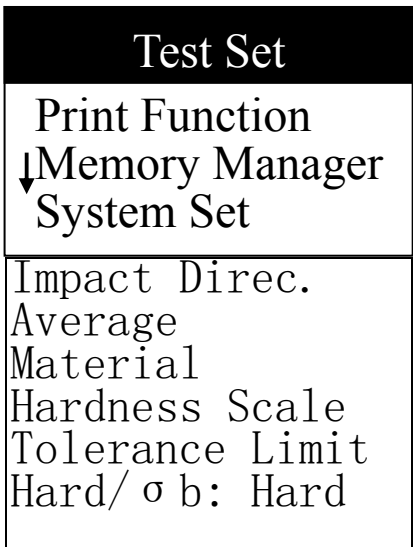 Test Set
Print Function
↓Memory Manager
System Set
Impact Direc.
Average
Material
Hardness Scale
Tolerance Limit
Hard/σb: Hard